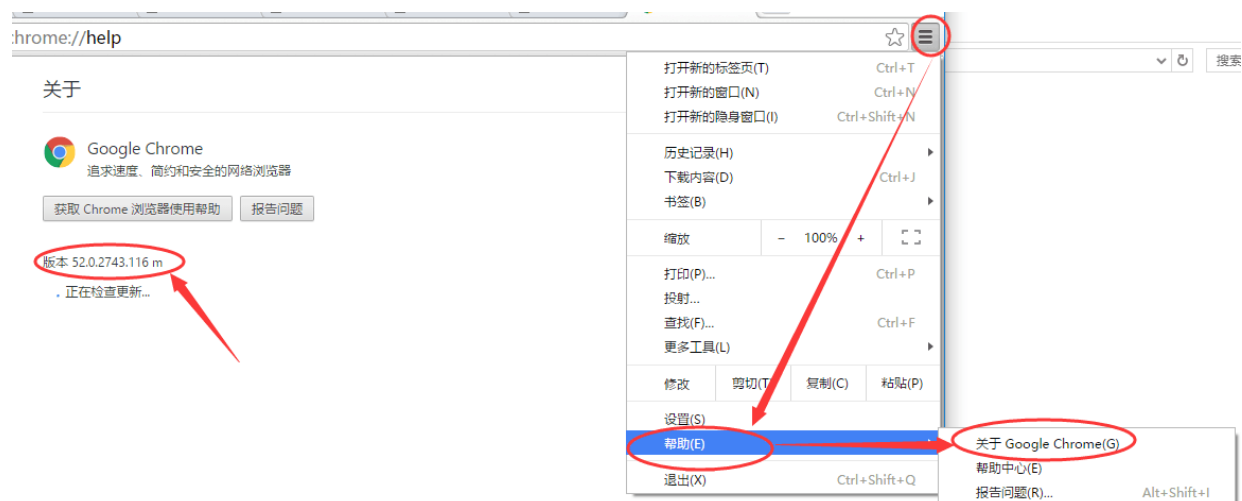 chrome://help
搜索
关于
Google Chrome
追求速度、简约和安全的网络浏览器
获取 Chrome 浏览器使用帮助 报告问题
版本 52.0.2743.116 m
正在检查更新...
打开新的标签页(T) Ctrl+T
打开新的窗口(N) Ctrl+N
打开新的隐身窗口(I) Ctrl+Shift+N
历史记录(H)
下载内容(D) Ctrl+J
书签(B)
缩放 - 100% +
打印(P)... Ctrl+P
投射...
查找(F)... Ctrl+F
更多工具(L)
修改 剪切(T) 复制(C) 粘贴(P)
设置(S)
帮助(E)
退出(X) Ctrl+Shift+Q
关于 Google Chrome(G)
帮助中心(E)
报告问题(R)... Alt+Shift+I